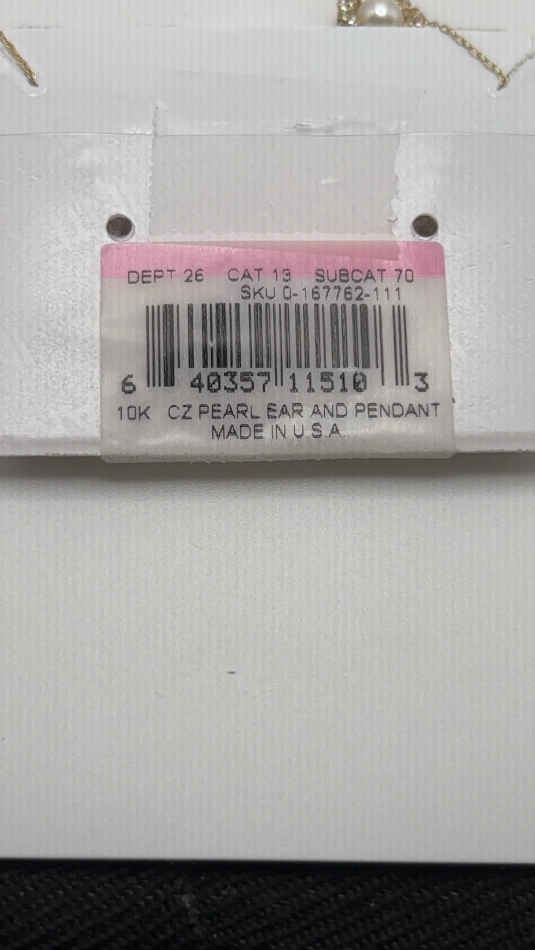 DEPT 26 CAT 13 SUBCAT 70
SKU 0-167762-111
6 40357 11510 3
10K CZ PEARL EAR AND PENDANT
MADE IN U.S.A.